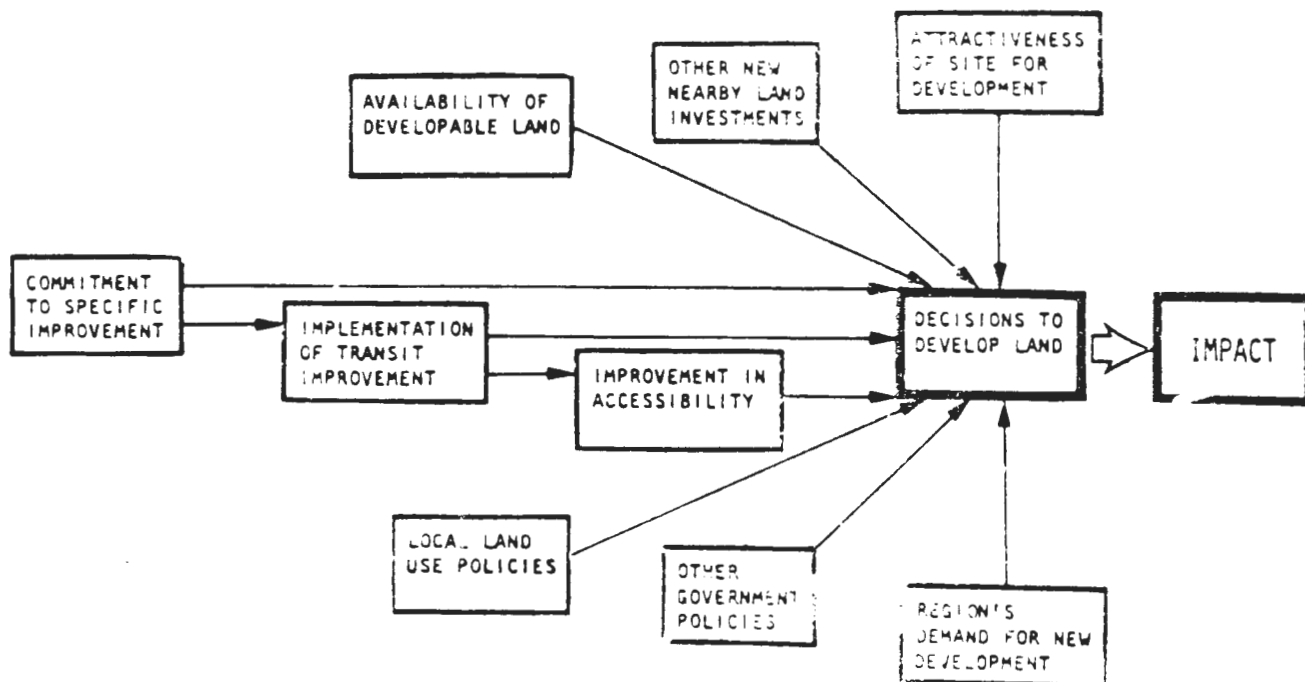 ATTRACTIVENESS
OF SITE FOR
DEVELOPMENT
OTHER NEW
NEARBY LAND
INVESTMENTS
AVAILABILITY OF
DEVELOPABLE LAND
COMMITMENT
TO SPECIFIC
IMPROVEMENT
IMPLEMENTATION
OF TRANSIT
IMPROVEMENT
IMPROVEMENT IN
ACCESSIBILITY
DECISIONS TO
DEVELOP LAND
IMPACT
LOCAL LAND
USE POLICIES
OTHER
GOVERNMENT
POLICIES
REGION'S
DEMAND FOR NEW
DEVELOPMENT